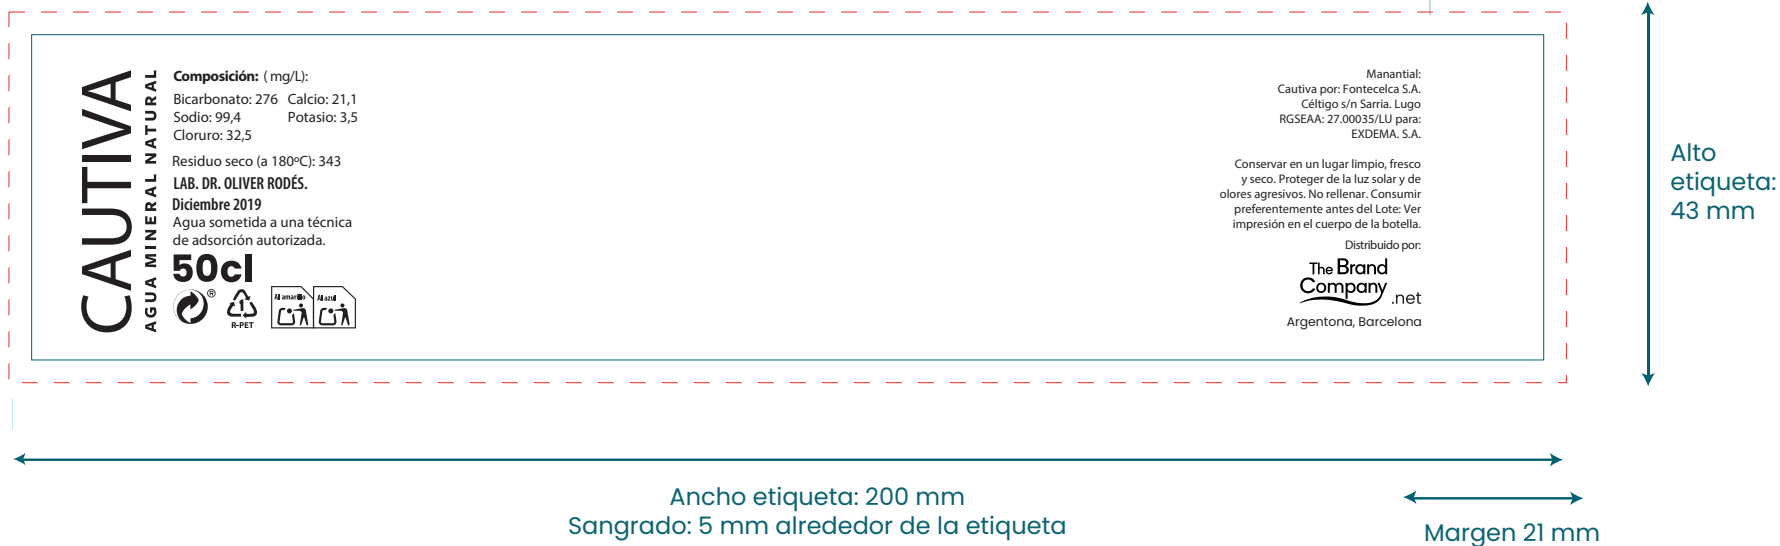 CAUTIVA
AGUA MINERAL NATURAL
Composición: (mg/L):
Bicarbonato: 276 Calcio: 21,1
Sodio: 99,4 Potasio: 3,5
Cloruro: 32,5
Residuo seco (a 180ºC): 343
LAB. DR. OLIVER RODÉS.
Diciembre 2019
Agua sometida a una técnica
de adsorción autorizada.
50cl
®
1
R-PET
Al amarillo
Al azul
Manantial:
Cautiva por: Fontecelca S.A.
Céltigo s/n Sarria. Lugo
RGSEAA: 27.00035/LU para:
EXDEMA. S.A.
Conservar en un lugar limpio, fresco
y seco. Proteger de la luz solar y de
olores agresivos. No rellenar. Consumir
preferentemente antes del Lote: Ver
impresión en el cuerpo de la botella.
Distribuido por:
The Brand
Company
.net
Argentona, Barcelona
Alto
etiqueta:
43 mm
Ancho etiqueta: 200 mm
Sangrado: 5 mm alrededor de la etiqueta
Margen 21 mm